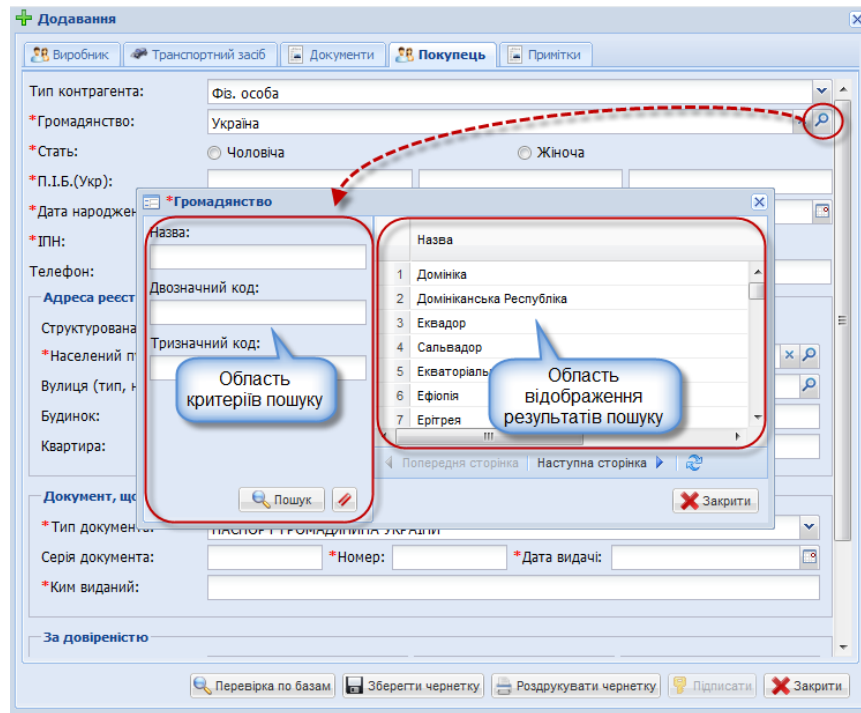 Додавання
Виробник Транспортний засіб Документи Покупець Примітки
Тип контрагента: Фіз. особа
*Громадянство: Україна
*Стать: Чоловіча Жіноча
*П.І.Б.(Укр):
*Дата народжен
*ІПН:
Телефон:
Адреса реєст
Структурована
*Населений п
Вулиця (тип, н
Будинок:
Квартира:
*Громадянство
Назва:
Двозначний код:
Тризначний код:
Область
критеріїв пошуку
Пошук
Назва
1 Домініка
2 Домініканська Республіка
3 Еквадор
4 Сальвадор
5 Екваторіаль
6 Ефіопія
7 Ерітрея
Область
відображення
результатів пошуку
Попередня сторінка Наступна сторінка
Закрити
Документ, що
*Тип документа: ПАСПОРТ ГРОМАДЯНИНА УКРАЇНИ
Серія документа: *Номер: *Дата видачі:
*Ким виданий:
За довіреністю
Перевірка по базам Зберегти чернетку Роздрукувати чернетку Підписати Закрити